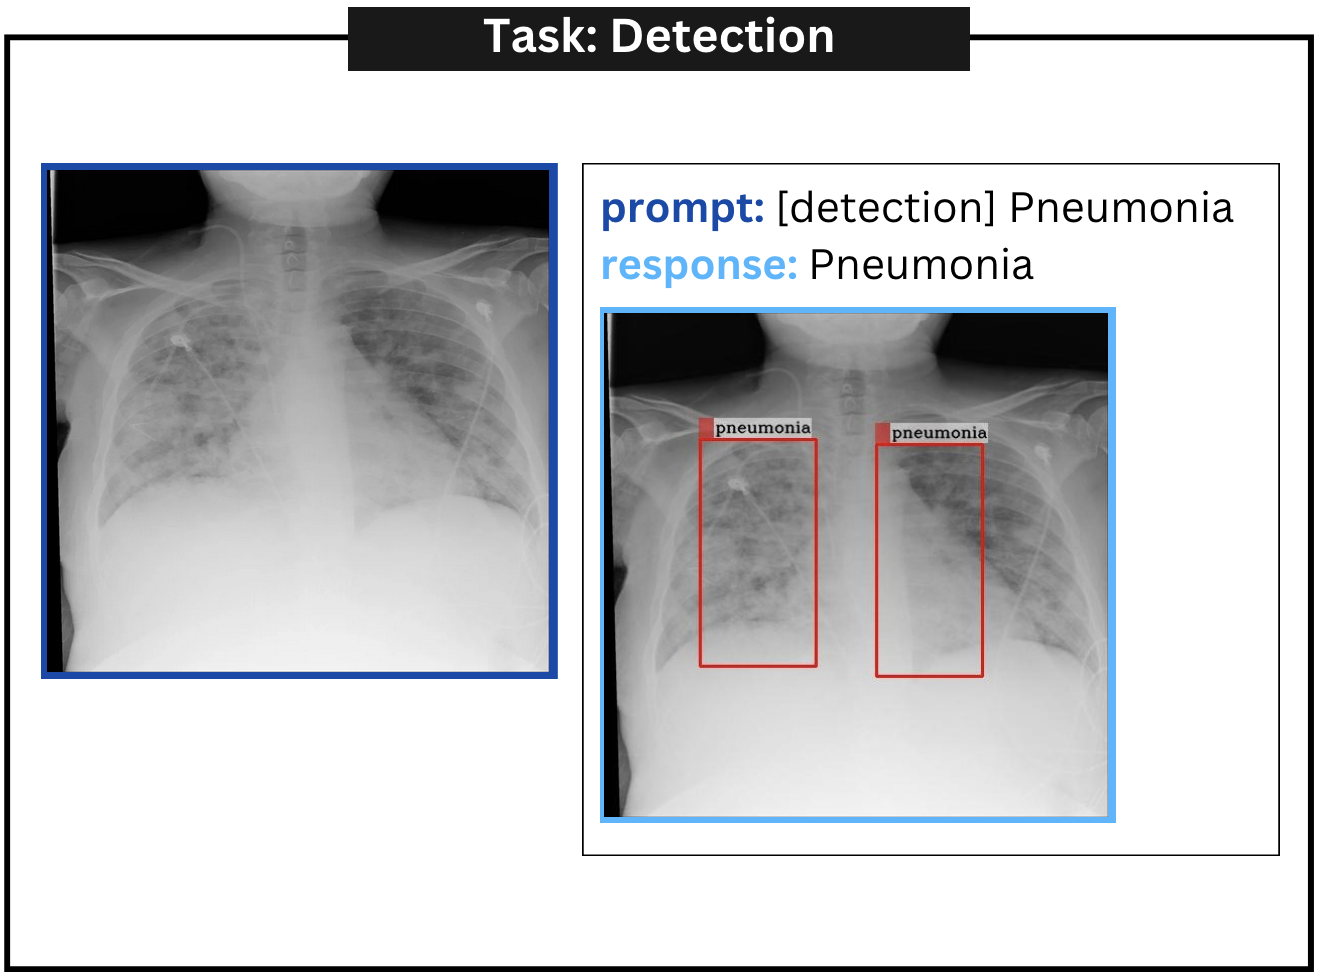 Task: Detection
prompt: [detection] Pneumonia
response: Pneumonia
pneumonia
pneumonia